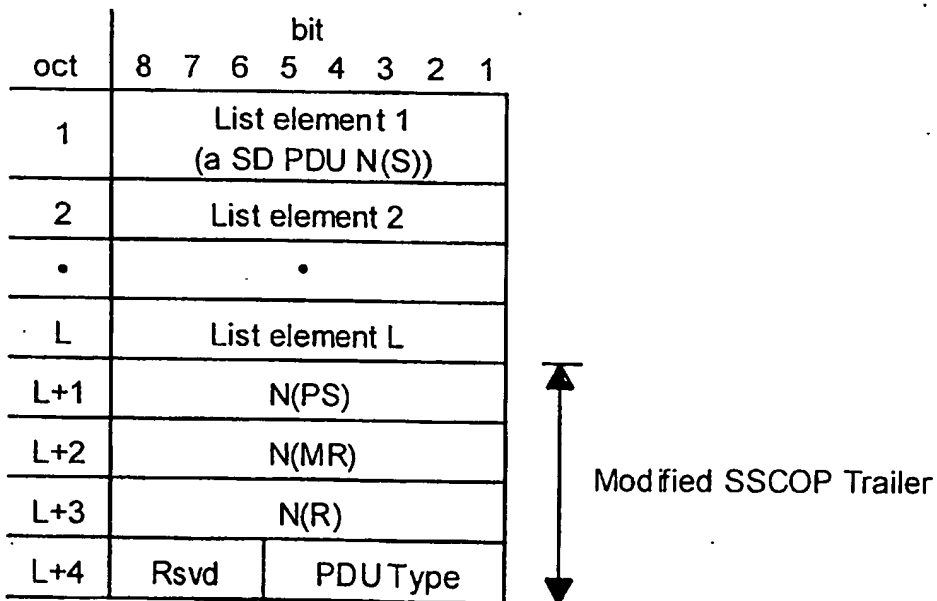 bit
oct 8 7 6 5 4 3 2 1
1 List element 1
(a SD PDU N(S))
2 List element 2
• •
L List element L
L+1 N(PS)
L+2 N(MR)
Modified SSCOP Trailer
L+3 N(R)
L+4 Rsvd PDU Type